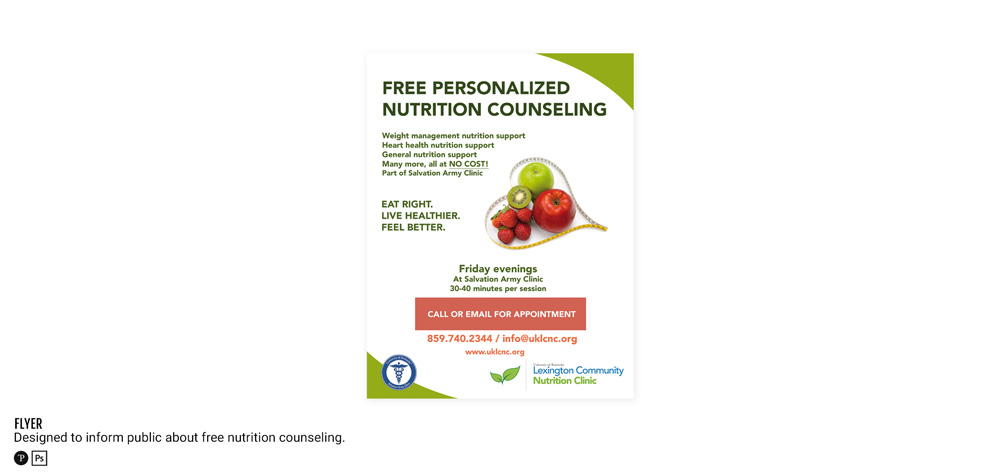 FREE PERSONALIZED
NUTRITION COUNSELING
Weight management nutrition support
Heart health nutrition support
General nutrition support
Many more, all at NO COST!
Part of Salvation Army Clinic
EAT RIGHT.
LIVE HEALTHIER.
FEEL BETTER.
Friday evenings
At Salvation Army Clinic
30-40 minutes per session
CALL OR EMAIL FOR APPOINTMENT
859.740.2344 / info@uklcnc.org
www.uklcnc.org
Lexington Community
Nutrition Clinic
FLYER
Designed to inform public about free nutrition counseling.
P Ps